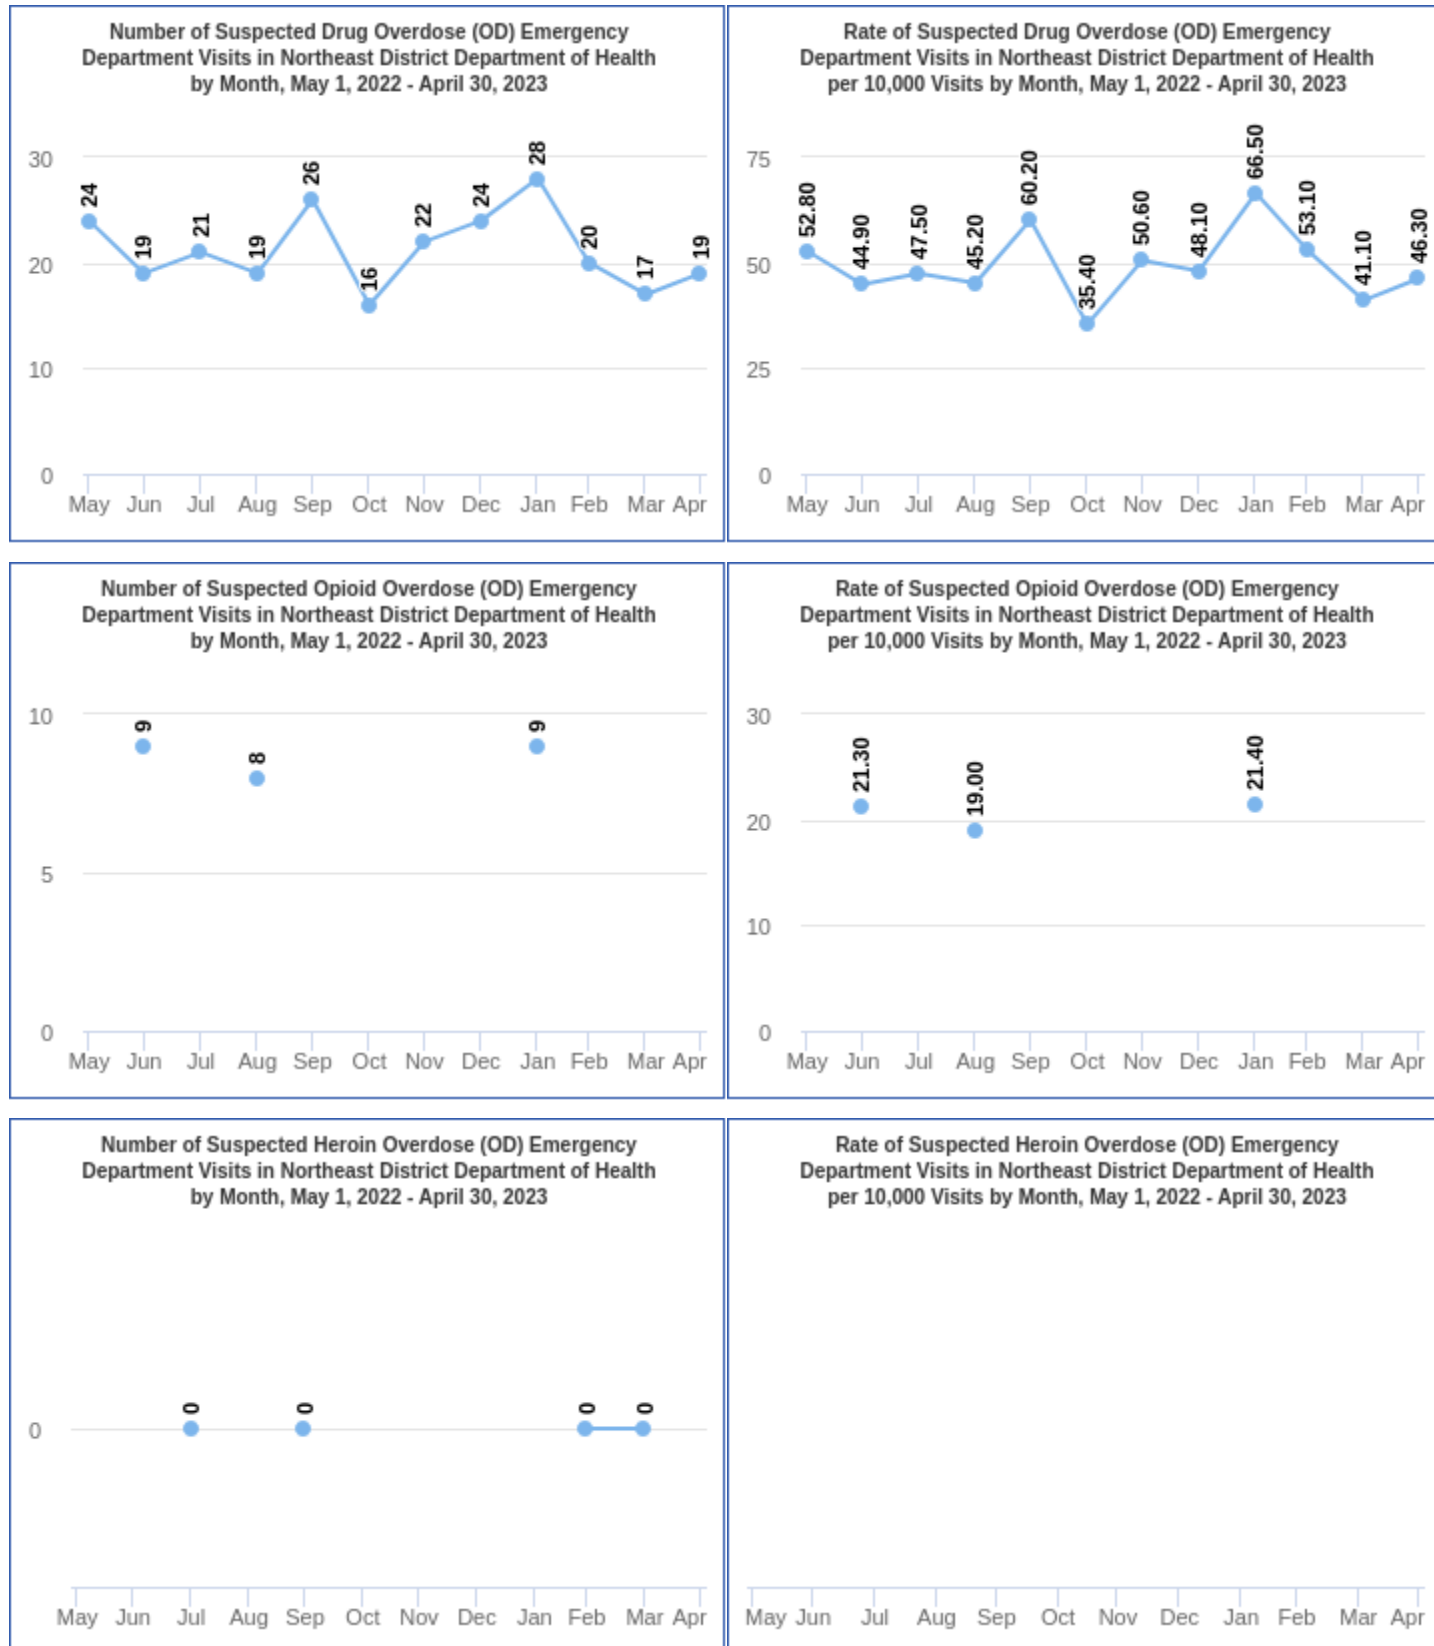 Number of Suspected Drug Overdose (OD) Emergency
Department Visits in Northeast District Department of Health
by Month, May 1, 2022 - April 30, 2023
30
20
10
0
24
19
21
19
26
16
22
24
28
20
17
19
May Jun Jul Aug Sep Oct Nov Dec Jan Feb Mar Apr
Rate of Suspected Drug Overdose (OD) Emergency
Department Visits in Northeast District Department of Health
per 10,000 Visits by Month, May 1, 2022 - April 30, 2023
75
50
25
0
52.80
44.90
47.50
45.20
60.20
35.40
50.60
48.10
66.50
53.10
41.10
46.30
May Jun Jul Aug Sep Oct Nov Dec Jan Feb Mar Apr
Number of Suspected Opioid Overdose (OD) Emergency
Department Visits in Northeast District Department of Health
by Month, May 1, 2022 - April 30, 2023
10
5
0
9
8
9
May Jun Jul Aug Sep Oct Nov Dec Jan Feb Mar Apr
Rate of Suspected Opioid Overdose (OD) Emergency
Department Visits in Northeast District Department of Health
per 10,000 Visits by Month, May 1, 2022 - April 30, 2023
30
20
10
0
21.30
19.00
21.40
May Jun Jul Aug Sep Oct Nov Dec Jan Feb Mar Apr
Number of Suspected Heroin Overdose (OD) Emergency
Department Visits in Northeast District Department of Health
by Month, May 1, 2022 - April 30, 2023
0
0
0
0
0
May Jun Jul Aug Sep Oct Nov Dec Jan Feb Mar Apr
Rate of Suspected Heroin Overdose (OD) Emergency
Department Visits in Northeast District Department of Health
per 10,000 Visits by Month, May 1, 2022 - April 30, 2023
May Jun Jul Aug Sep Oct Nov Dec Jan Feb Mar Apr